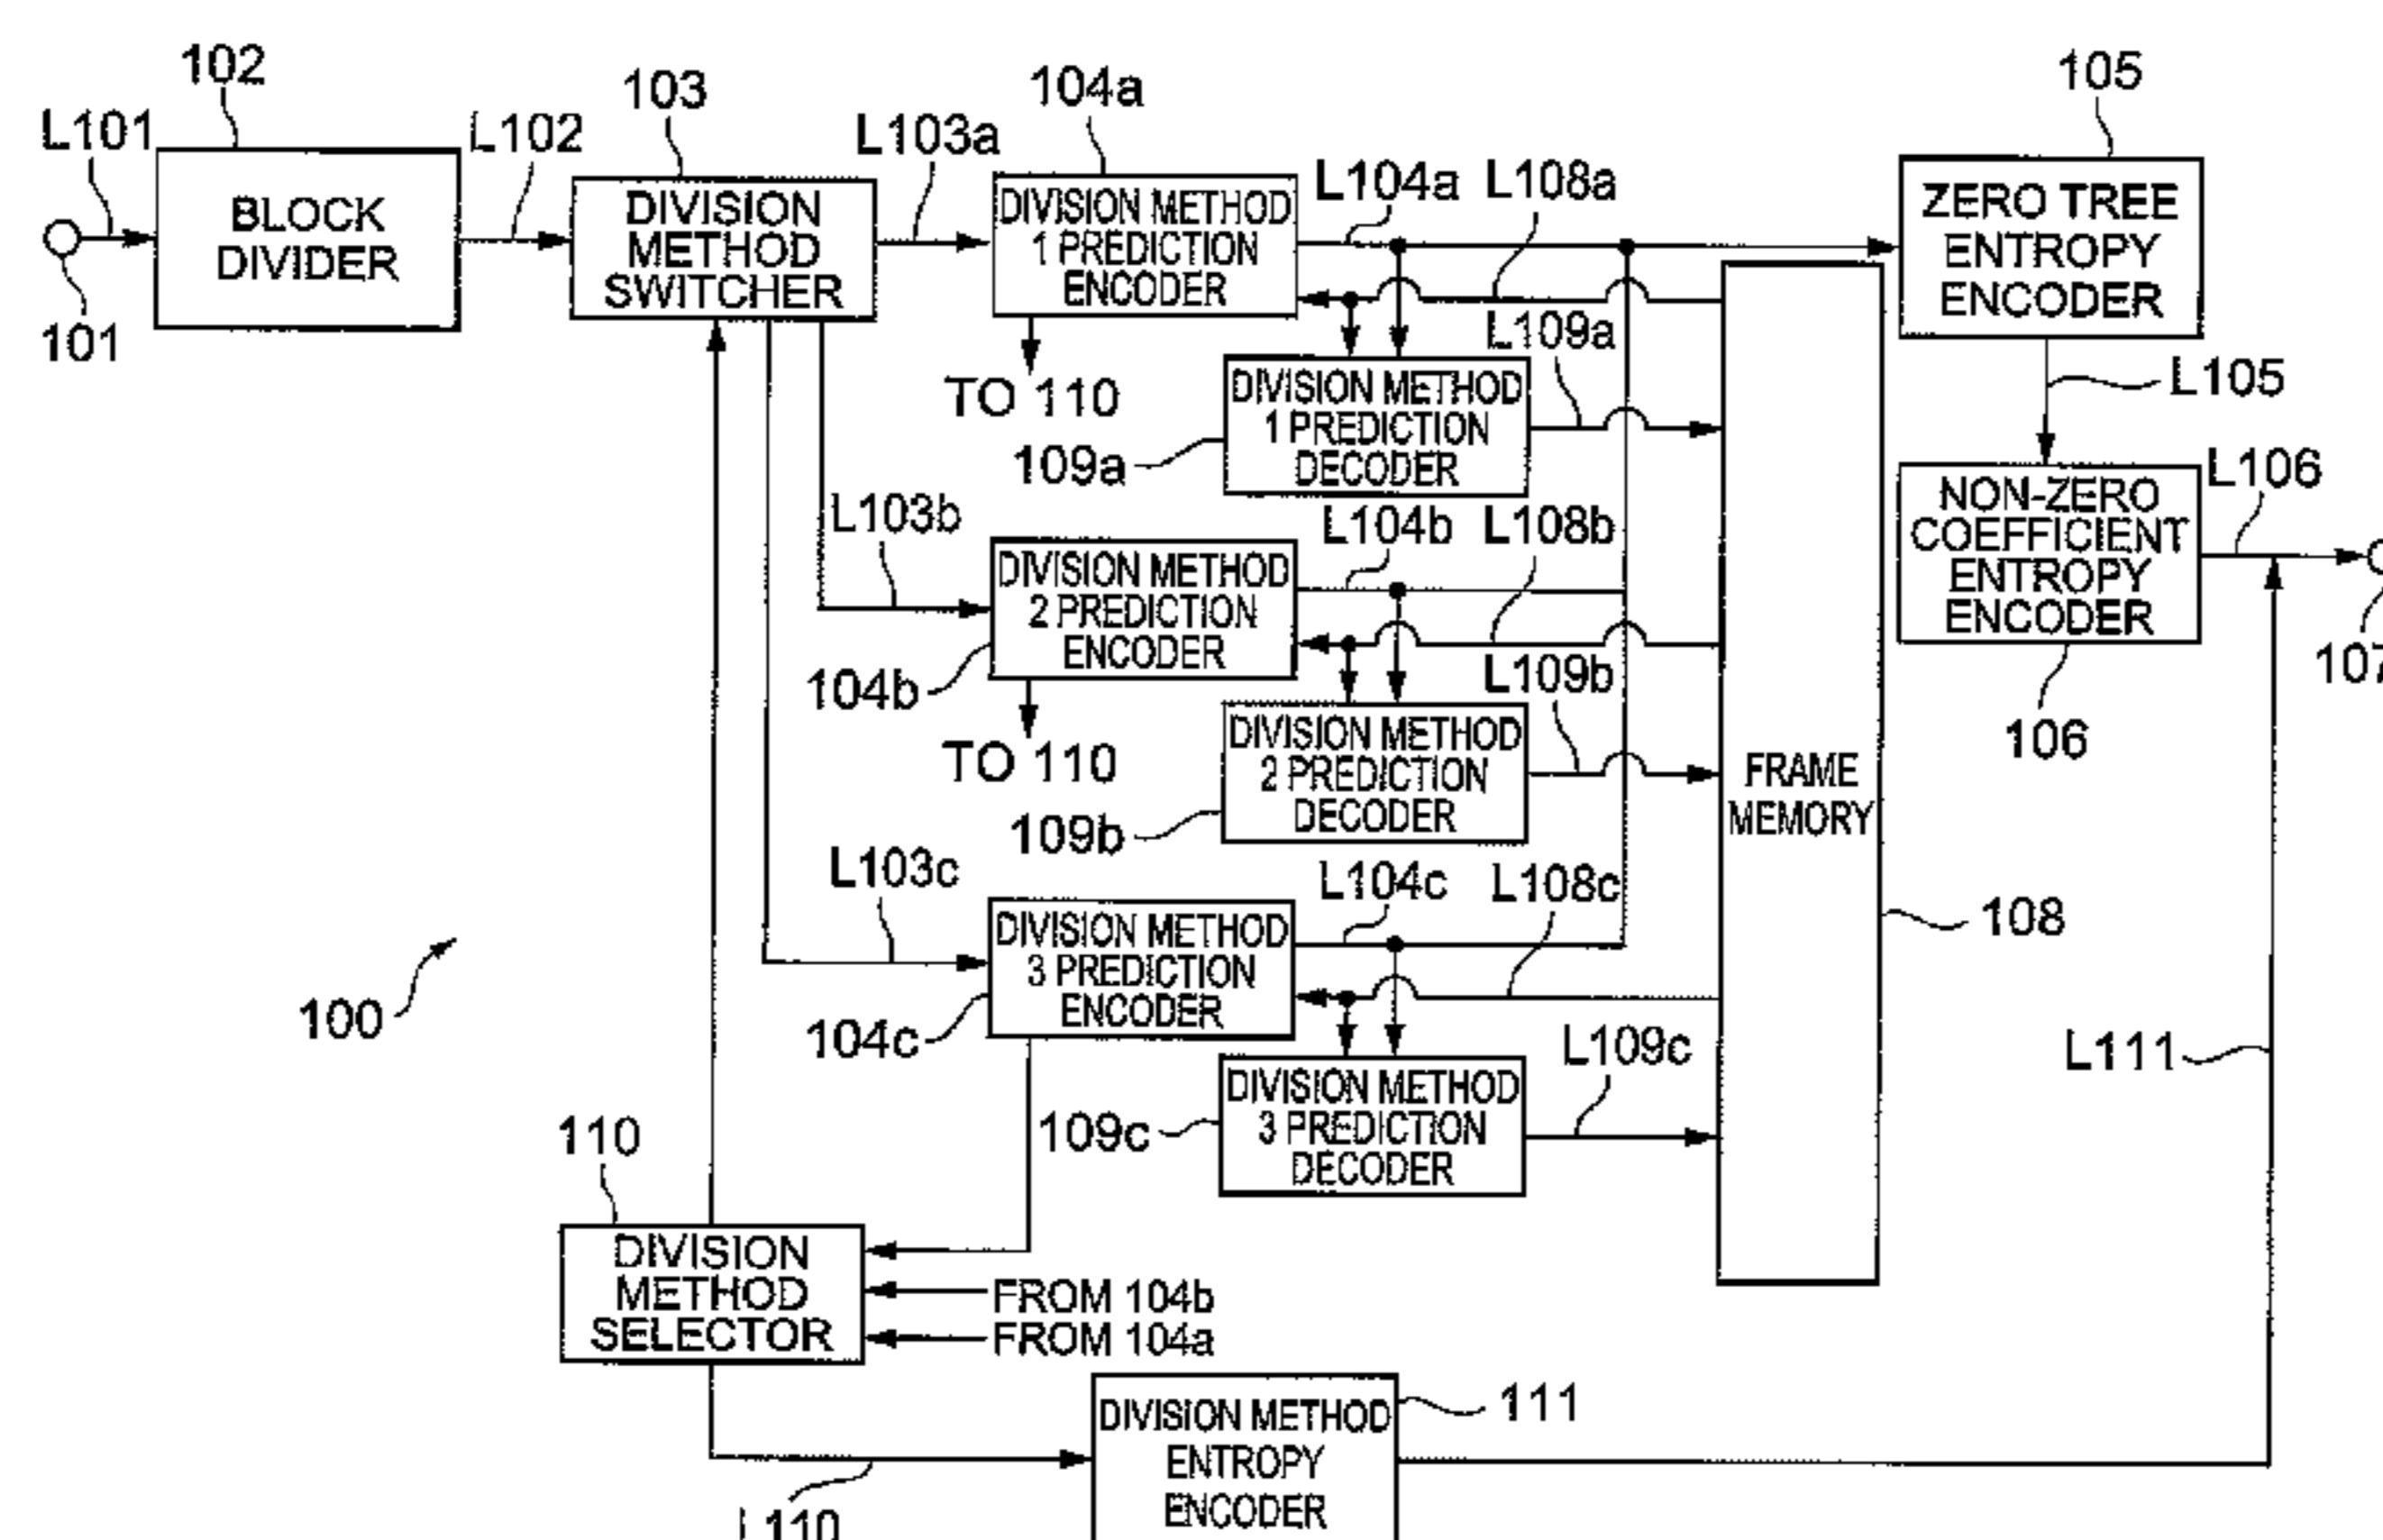 102
103
104a
105
L101
L102
L103a
L104a
L108a
BLOCK
DIVIDER
DIVISION
METHOD
SWITCHER
DIVISION METHOD
1 PREDICTION
ENCODER
ZERO TREE
ENTROPY
ENCODER
101
TO 110
L109a
L105
DIVISION METHOD
1 PREDICTION
DECODER
109a
L103b
L104b
L108b
NON-ZERO
COEFFICIENT
ENTROPY
ENCODER
L106
107
DIVISION METHOD
2 PREDICTION
ENCODER
104b
L109b
106
TO 110
DIVISION METHOD
2 PREDICTION
DECODER
109b
FRAME
MEMORY
L103c
L104c
L108c
108
DIVISION METHOD
3 PREDICTION
ENCODER
100
104c
L109c
L111
DIVISION METHOD
3 PREDICTION
DECODER
109c
110
DIVISION
METHOD
SELECTOR
FROM 104b
FROM 104a
DIVISION METHOD
ENTROPY
ENCODER
111
L110